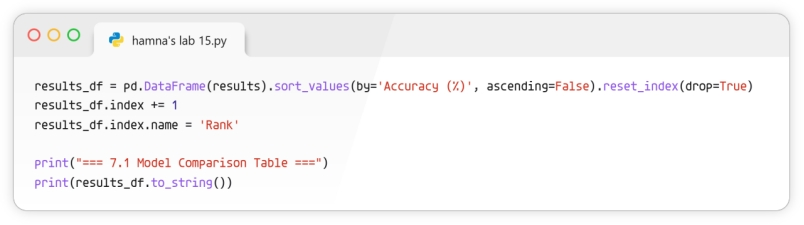 hamna's lab 15.py
results_df = pd.DataFrame(results).sort_values(by='Accuracy (%)', ascending=False).reset_index(drop=True)
results_df.index += 1
results_df.index.name = 'Rank'
print("=== 7.1 Model Comparison Table ===")
print(results_df.to_string())